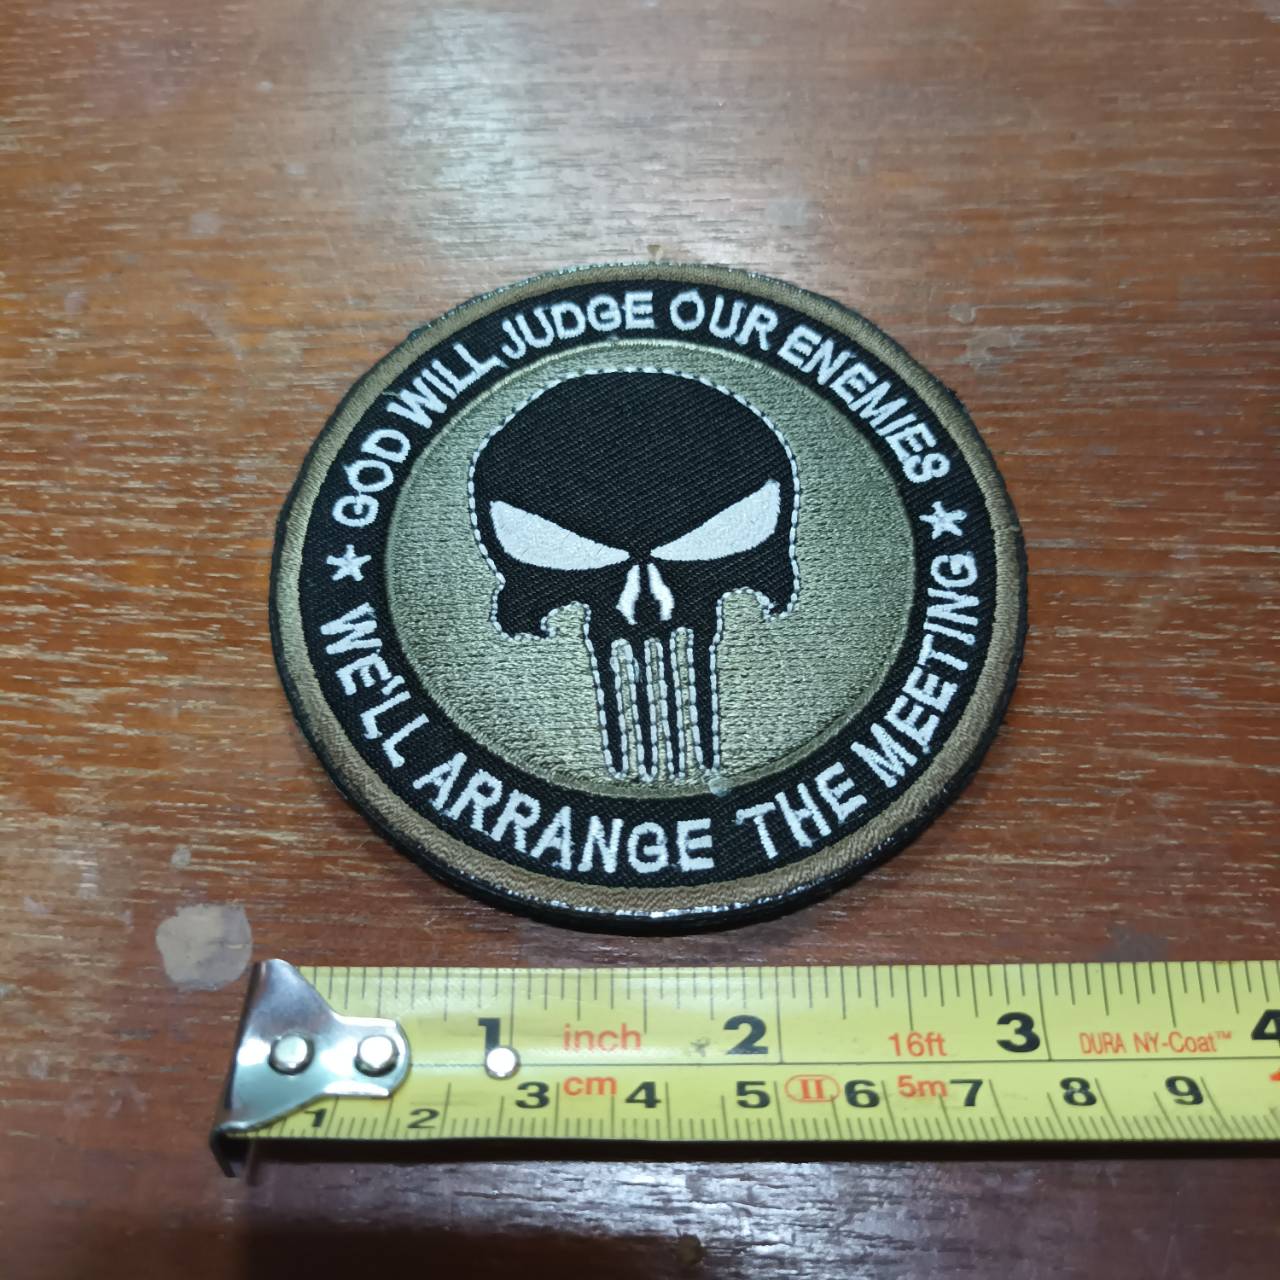 ★ GOD WILL JUDGE OUR ENEMIES ★
WE'LL ARRANGE THE MEETING
1 inch 2 16ft 3 DURA NY-Coat™ 4
1 2 3 cm 4 5 II 6 5m 7 8 9